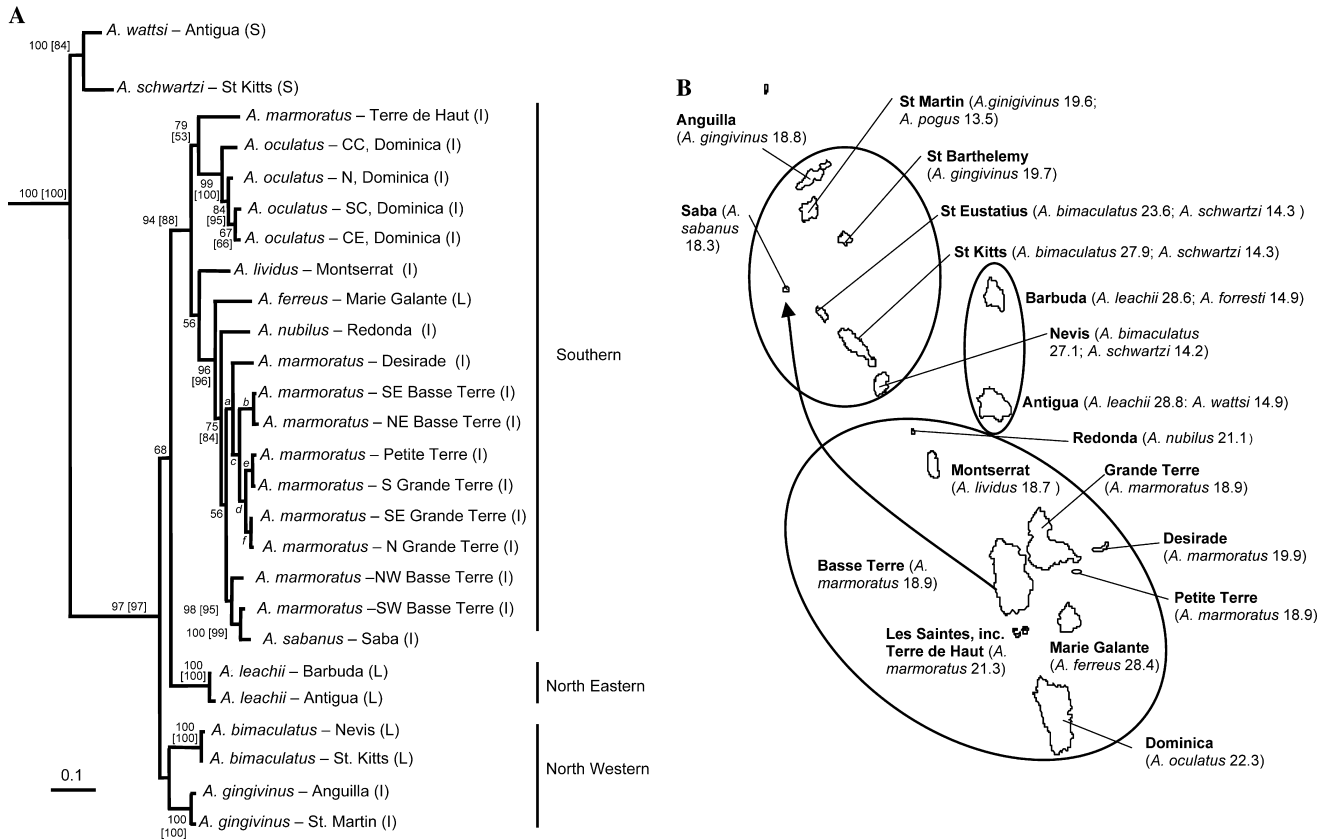 A
A. wattsi – Antigua (S)
100 [84]
A. schwartzi – St Kitts (S)
A. marmoratus – Terre de Haut (I)
79
[53]
A. oculatus – CC, Dominica (I)
A. oculatus – N, Dominica (I)
99
[100]
100 [100]
84
[95]
A. oculatus – SC, Dominica (I)
94 [88]
67
[66]
A. oculatus – CE, Dominica (I)
A. lividus – Montserrat (I)
A. ferreus – Marie Galante (L)
56
A. nubilus – Redonda (I)
A. marmoratus – Desirade (I)
96
[96]
A. marmoratus – SE Basse Terre (I)
a
b
A. marmoratus – NE Basse Terre (I)
75
[84]
68
A. marmoratus – Petite Terre (I)
c
e
A. marmoratus – S Grande Terre (I)
d
56
A. marmoratus – SE Grande Terre (I)
f
A. marmoratus – N Grande Terre (I)
A. marmoratus –NW Basse Terre (I)
97 [97]
98 [95]
A. marmoratus –SW Basse Terre (I)
100 [99]
A. sabanus – Saba (I)
100
[100]
A. leachii – Barbuda (L)
A. leachii – Antigua (L)
100
[100]
A. bimaculatus – Nevis (L)
A. bimaculatus – St. Kitts (L)
0.1
A. gingivinus – Anguilla (I)
A. gingivinus – St. Martin (I)
100
[100]
Southern
North Eastern
North Western
B
St Martin (A.ginigivinus 19.6;
A. pogus 13.5)
Anguilla
(A. gingivinus 18.8)
St Barthelemy
(A. gingivinus 19.7)
Saba (A.
sabanus
18.3)
St Eustatius (A. bimaculatus 23.6; A. schwartzi 14.3 )
St Kitts (A. bimaculatus 27.9; A. schwartzi 14.3)
Barbuda (A. leachii 28.6; A. forresti 14.9)
Nevis (A. bimaculatus
27.1; A. schwartzi 14.2)
Antigua (A. leachii 28.8: A. wattsi 14.9)
Redonda (A. nubilus 21.1)
Montserrat
(A. lividus 18.7 )
Grande Terre
(A. marmoratus 18.9)
Desirade
(A. marmoratus 19.9)
Basse Terre (A.
marmoratus 18.9)
Petite Terre
(A. marmoratus 18.9)
Les Saintes, inc.
Terre de Haut (A.
marmoratus 21.3)
Marie Galante
(A. ferreus 28.4)
Dominica
(A. oculatus 22.3)